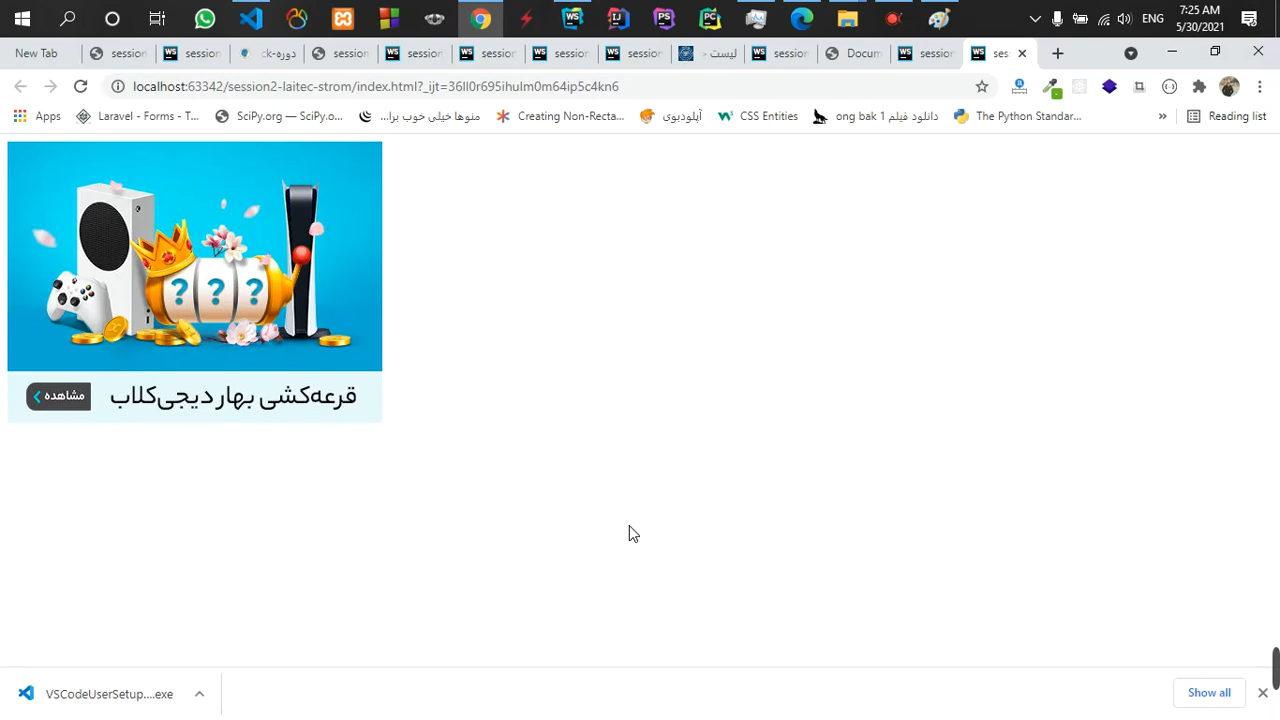 ENG
7:25 AM
5/30/2021
New Tab
session
session
دوره-ck
session
session
session
session
session
لیست -
session
Docum
session
ses
localhost:63342/session2-laitec-strom/index.html?_ijt=36ll0r695ihulm0m64ip5c4kn6
Apps
Laravel - Forms - T...
SciPy.org — SciPy.o...
منوها خیلی خوب برا...
Creating Non-Recta...
آپلودبوی
CSS Entities
دانلود فیلم ong bak 1
The Python Standar...
»
Reading list
? ? ?
قرعه‌کشی بهار دیجی‌کلاب
مشاهده
VSCodeUserSetup....exe
Show all